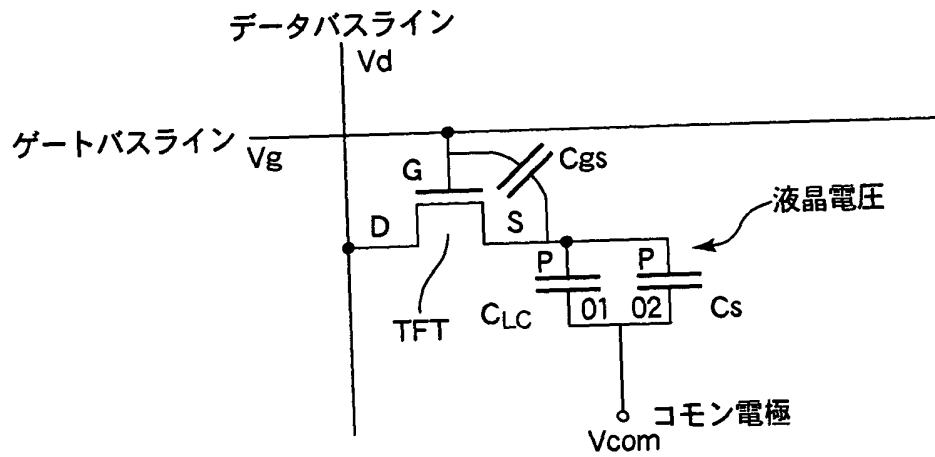 データバスライン
Vd
ゲートバスライン
Vg
G
Cgs
D
S
液晶電圧
P
P
CLC
01
02
Cs
TFT
コモン電極
Vcom